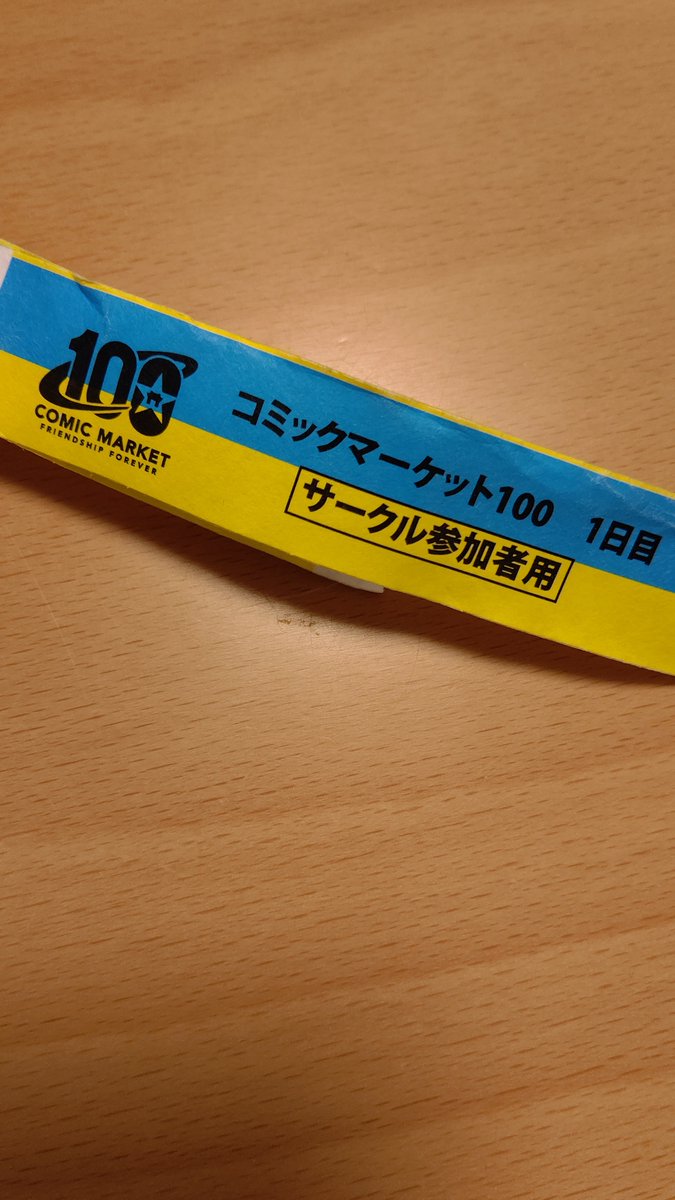 100
COMIC MARKET
FRIENDSHIP FOREVER
コミックマーケット100 1日目
サークル参加者用